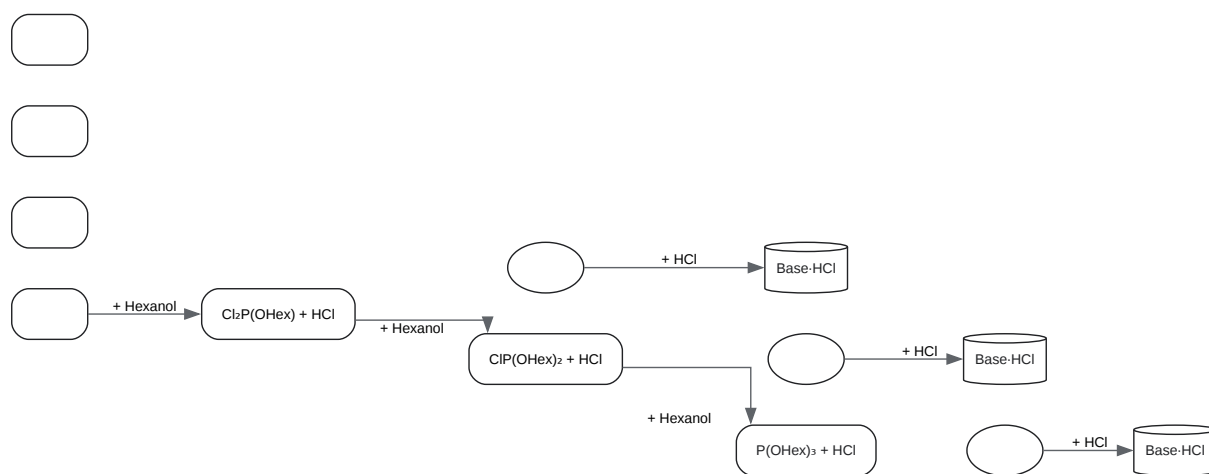 + HCl
Base·HCl
+ Hexanol
Cl₂P(OHex) + HCl
+ Hexanol
ClP(OHex)₂ + HCl
+ HCl
Base·HCl
+ Hexanol
P(OHex)₃ + HCl
+ HCl
Base·HCl